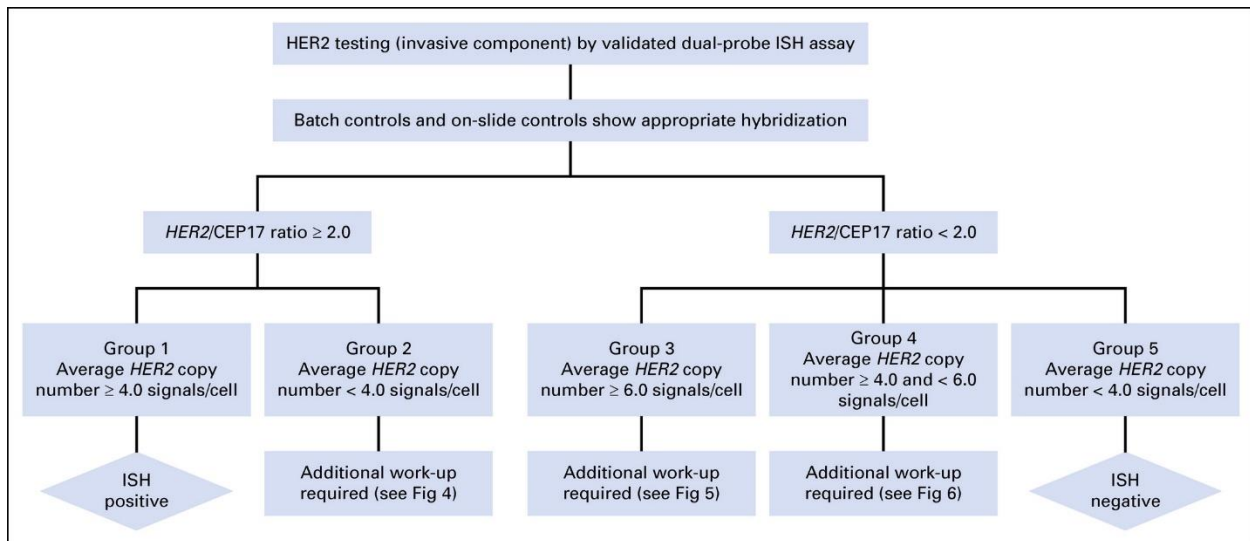 HER2 testing (invasive component) by validated dual-probe ISH assay
Batch controls and on-slide controls show appropriate hybridization
HER2/CEP17 ratio ≥ 2.0
HER2/CEP17 ratio < 2.0
Group 1
Average HER2 copy
number ≥ 4.0 signals/cell
Group 2
Average HER2 copy
number < 4.0 signals/cell
Group 3
Average HER2 copy
number ≥ 6.0 signals/cell
Group 4
Average HER2 copy
number ≥ 4.0 and < 6.0
signals/cell
Group 5
Average HER2 copy
number < 4.0 signals/cell
ISH
positive
Additional work-up
required (see Fig 4)
Additional work-up
required (see Fig 5)
Additional work-up
required (see Fig 6)
ISH
negative